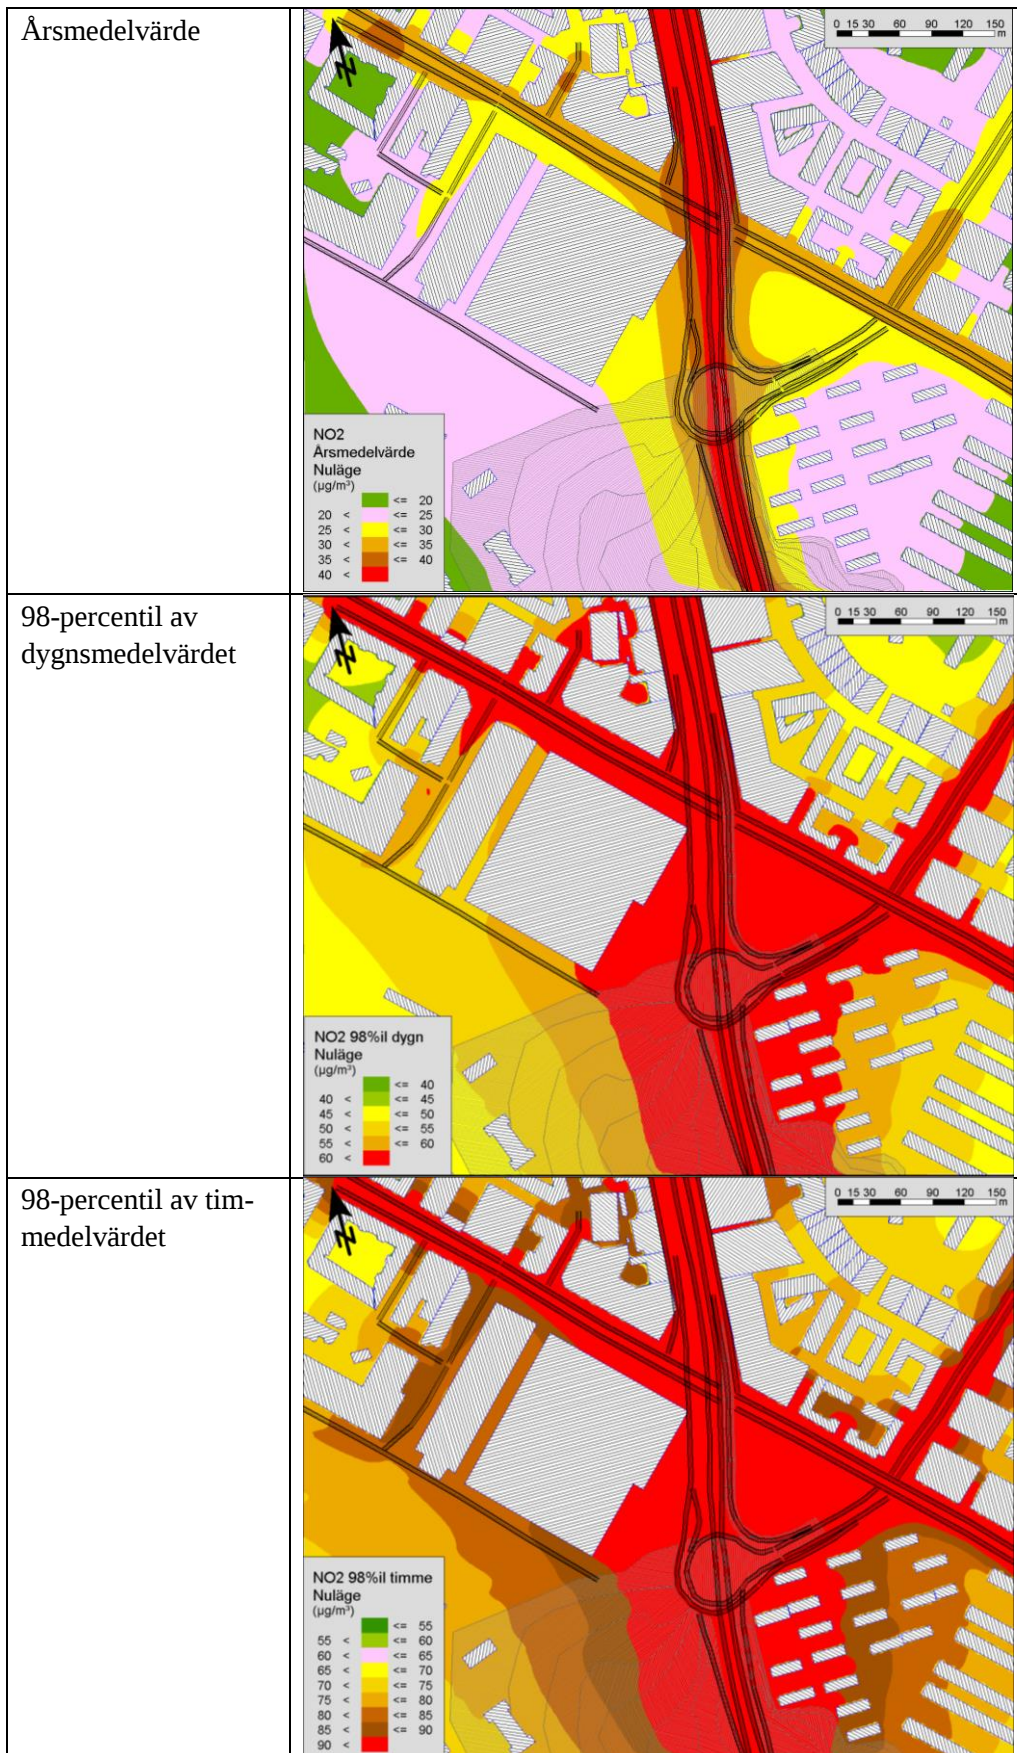 Årsmedelvärde
0 15 30 60 90 120 150
m
N
NO2
Årsmedelvärde
Nuläge
(µg/m³)
<= 20
20 < <= 25
25 < <= 30
30 < <= 35
35 < <= 40
40 <
98-percentil av
dygnsmedelvärdet
0 15 30 60 90 120 150
m
N
NO2 98%il dygn
Nuläge
(µg/m³)
<= 40
40 < <= 45
45 < <= 50
50 < <= 55
55 < <= 60
60 <
98-percentil av tim-
medelvärdet
0 15 30 60 90 120 150
m
N
NO2 98%il timme
Nuläge
(µg/m³)
<= 55
55 < <= 60
60 < <= 65
65 < <= 70
70 < <= 75
75 < <= 80
80 < <= 85
85 < <= 90
90 <